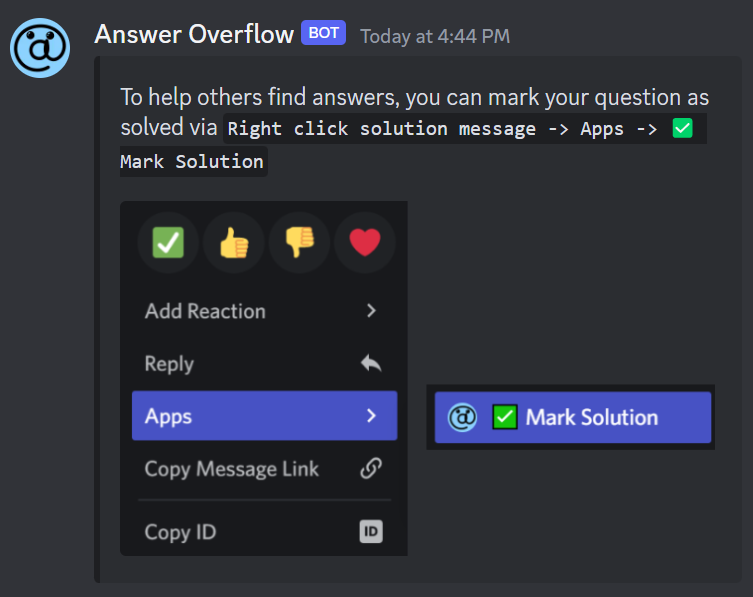 Answer Overflow BOT Today at 4:44 PM
To help others find answers, you can mark your question as
solved via Right click solution message -> Apps -> ✅
Mark Solution
Add Reaction
Reply
Apps
✅ Mark Solution
Copy Message Link
Copy ID
ID